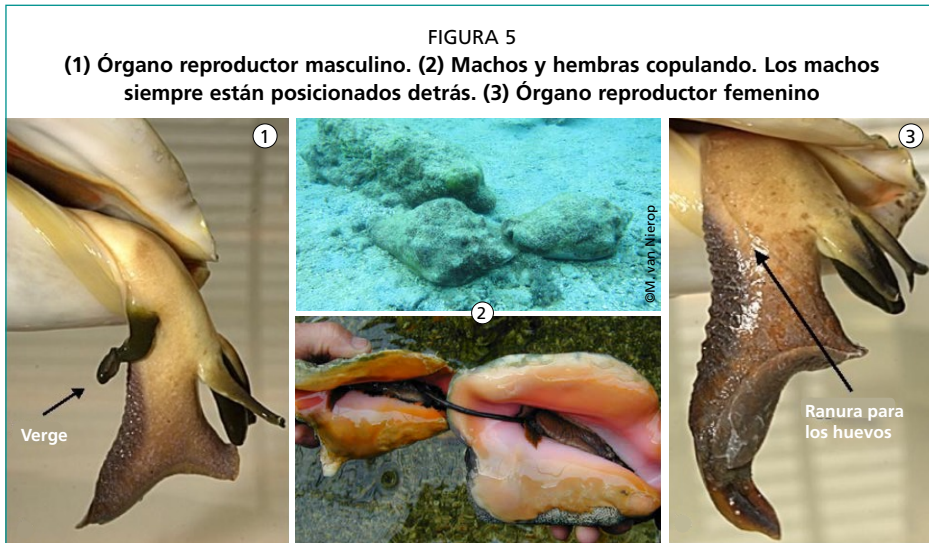 FIGURA 5
(1) Órgano reproductor masculino. (2) Machos y hembras copulando. Los machos
siempre están posicionados detrás. (3) Órgano reproductor femenino
1
Verge
©M. van Nierop
2
3
Ranura para
los huevos